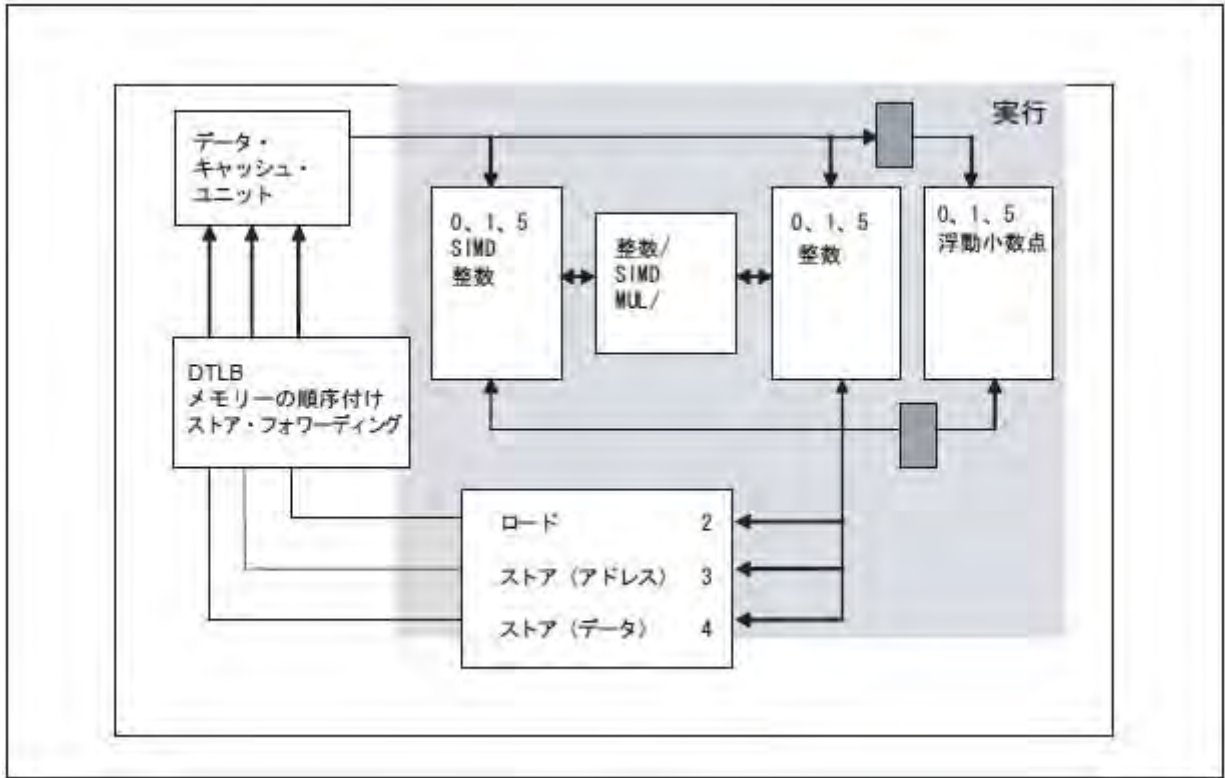 実行
データ・
キャッシュ・
ユニット
0、1、5
SIMD
整数
整数/
SIMD
MUL/
0、1、5
整数
0、1、5
浮動小数点
DTLB
メモリーの順序付け
ストア・フォワーディング
ロード 2
ストア (アドレス) 3
ストア (データ) 4